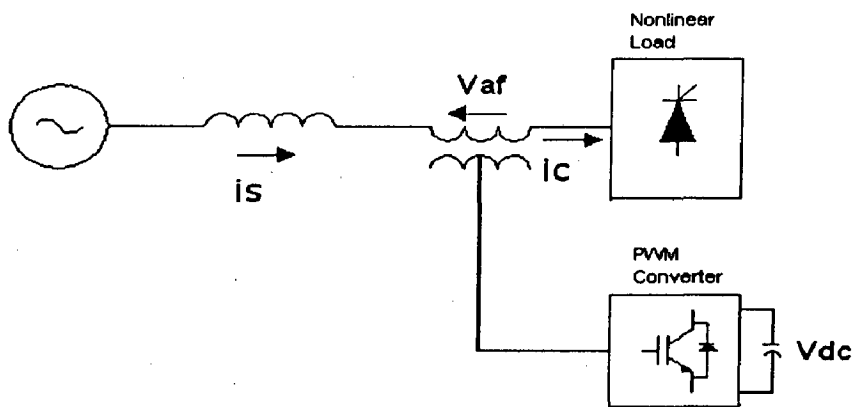 Nonlinear
Load
Vaf
is
ic
PWM
Converter
Vdc